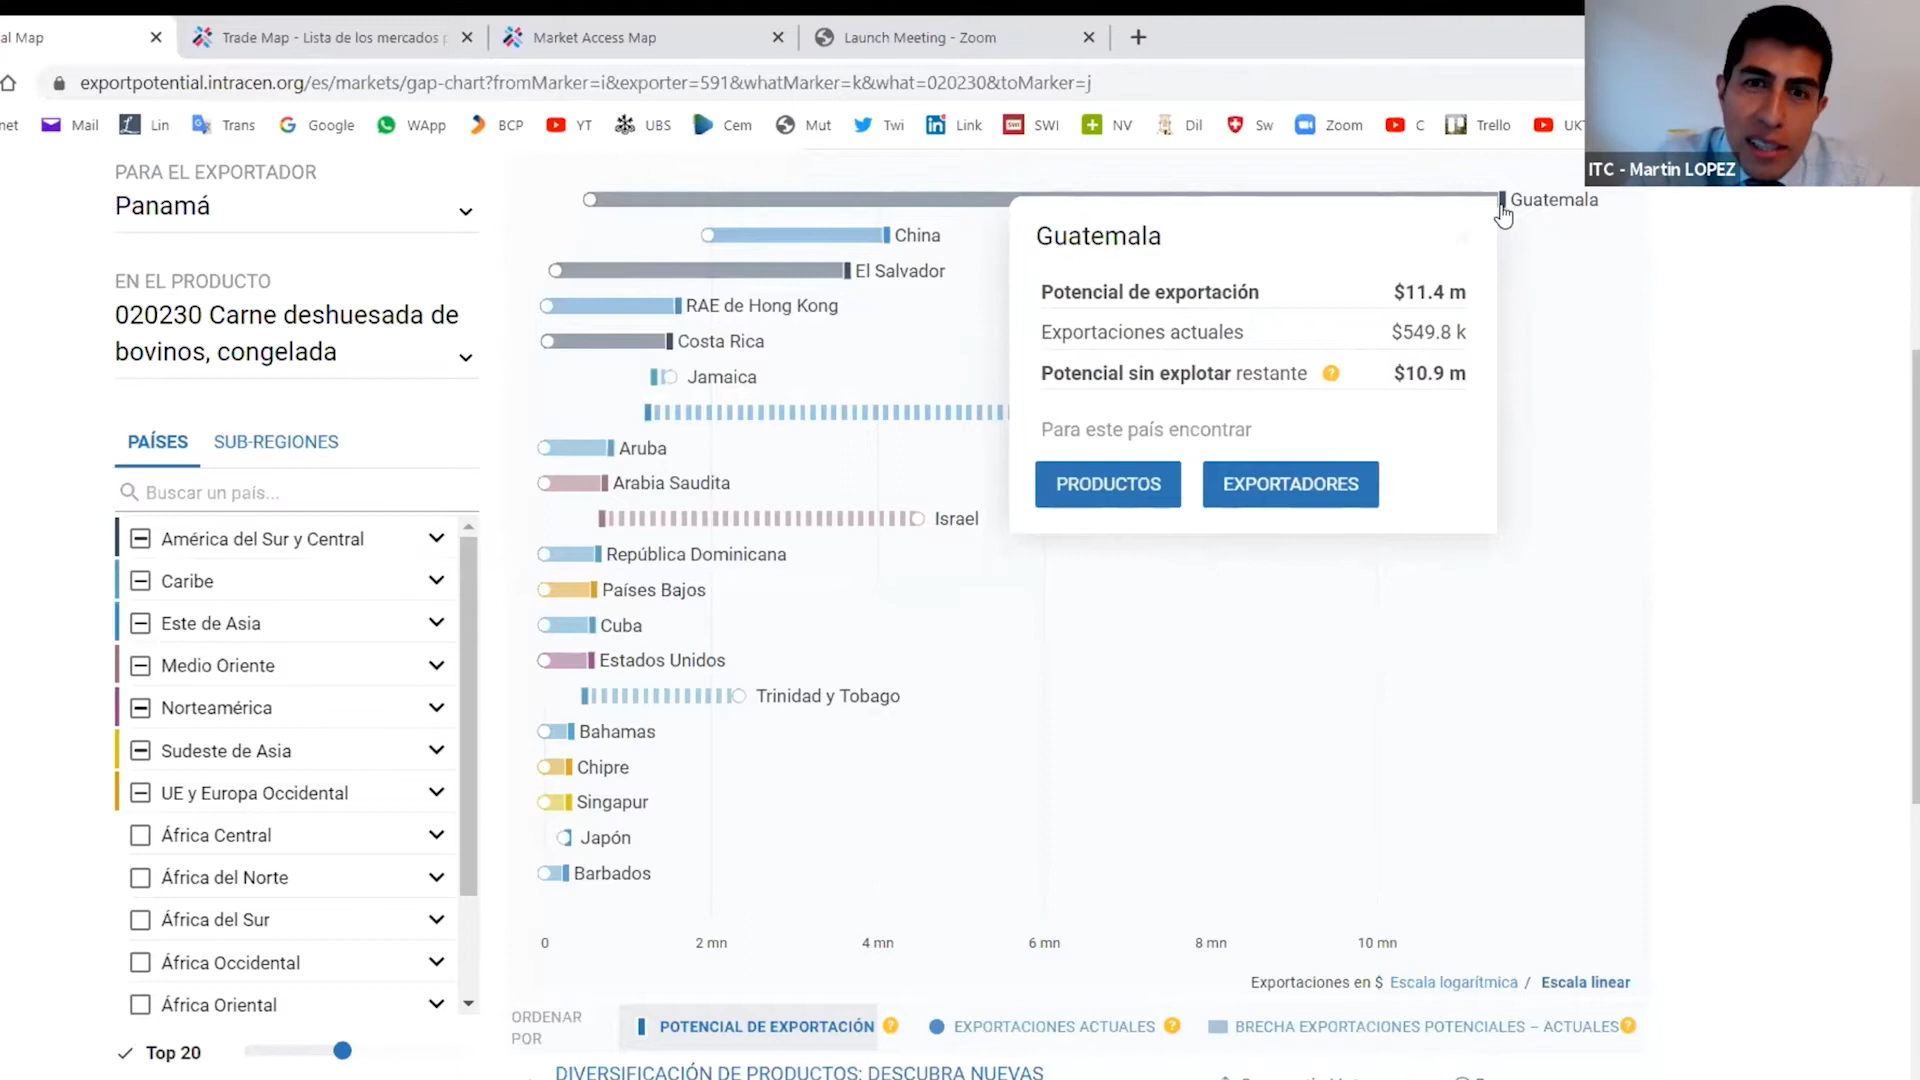 al Map
Trade Map - Lista de los mercados
Market Access Map
Launch Meeting - Zoom
exportpotential.intracen.org/es/markets/gap-chart?fromMarker=i&exporter=591&whatMarker=k&what=020230&toMarker=j
net
Mail
Lin
Trans
Google
WApp
BCP
YT
UBS
Cem
Mut
Twi
Link
SWI
NV
Dil
Sw
Zoom
C
Trello
UKT
ITC - Martin LOPEZ
PARA EL EXPORTADOR
Panamá
EN EL PRODUCTO
020230 Carne deshuesada de
bovinos, congelada
PAÍSES
SUB-REGIONES
Buscar un país...
América del Sur y Central
Caribe
Este de Asia
Medio Oriente
Norteamérica
Sudeste de Asia
UE y Europa Occidental
África Central
África del Norte
África del Sur
África Occidental
África Oriental
Top 20
Guatemala
China
El Salvador
RAE de Hong Kong
Costa Rica
Jamaica
Aruba
Arabia Saudita
Israel
República Dominicana
Países Bajos
Cuba
Estados Unidos
Trinidad y Tobago
Bahamas
Chipre
Singapur
Japón
Barbados
Guatemala
Potencial de exportación $11.4 m
Exportaciones actuales $549.8 k
Potencial sin explotar restante ? $10.9 m
Para este país encontrar
PRODUCTOS
EXPORTADORES
0 2 mn 4 mn 6 mn 8 mn 10 mn
Exportaciones en $ Escala logarítmica / Escala linear
ORDENAR
POR
POTENCIAL DE EXPORTACIÓN ?
EXPORTACIONES ACTUALES ?
BRECHA EXPORTACIONES POTENCIALES – ACTUALES ?
DIVERSIFICACIÓN DE PRODUCTOS: DESCUBRA NUEVAS